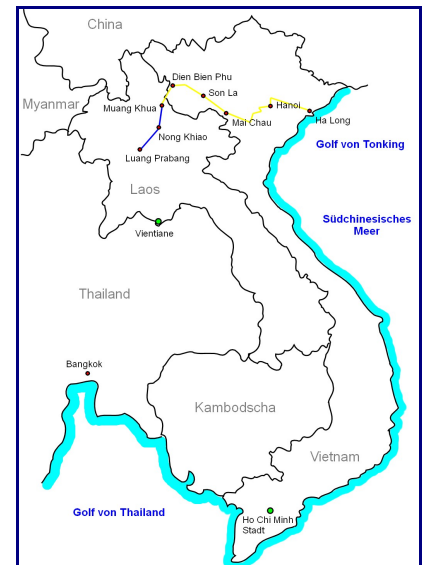 China
Dien Bien Phu
Son La
Myanmar
Muang Khua
Hanoi
Mai Chau
Ha Long
Nong Khiao
Golf von Tonking
Luang Prabang
Laos
Südchinesisches
Meer
Vientiane
Thailand
Bangkok
Kambodscha
Vietnam
Golf von Thailand
Ho Chi Minh
Stadt